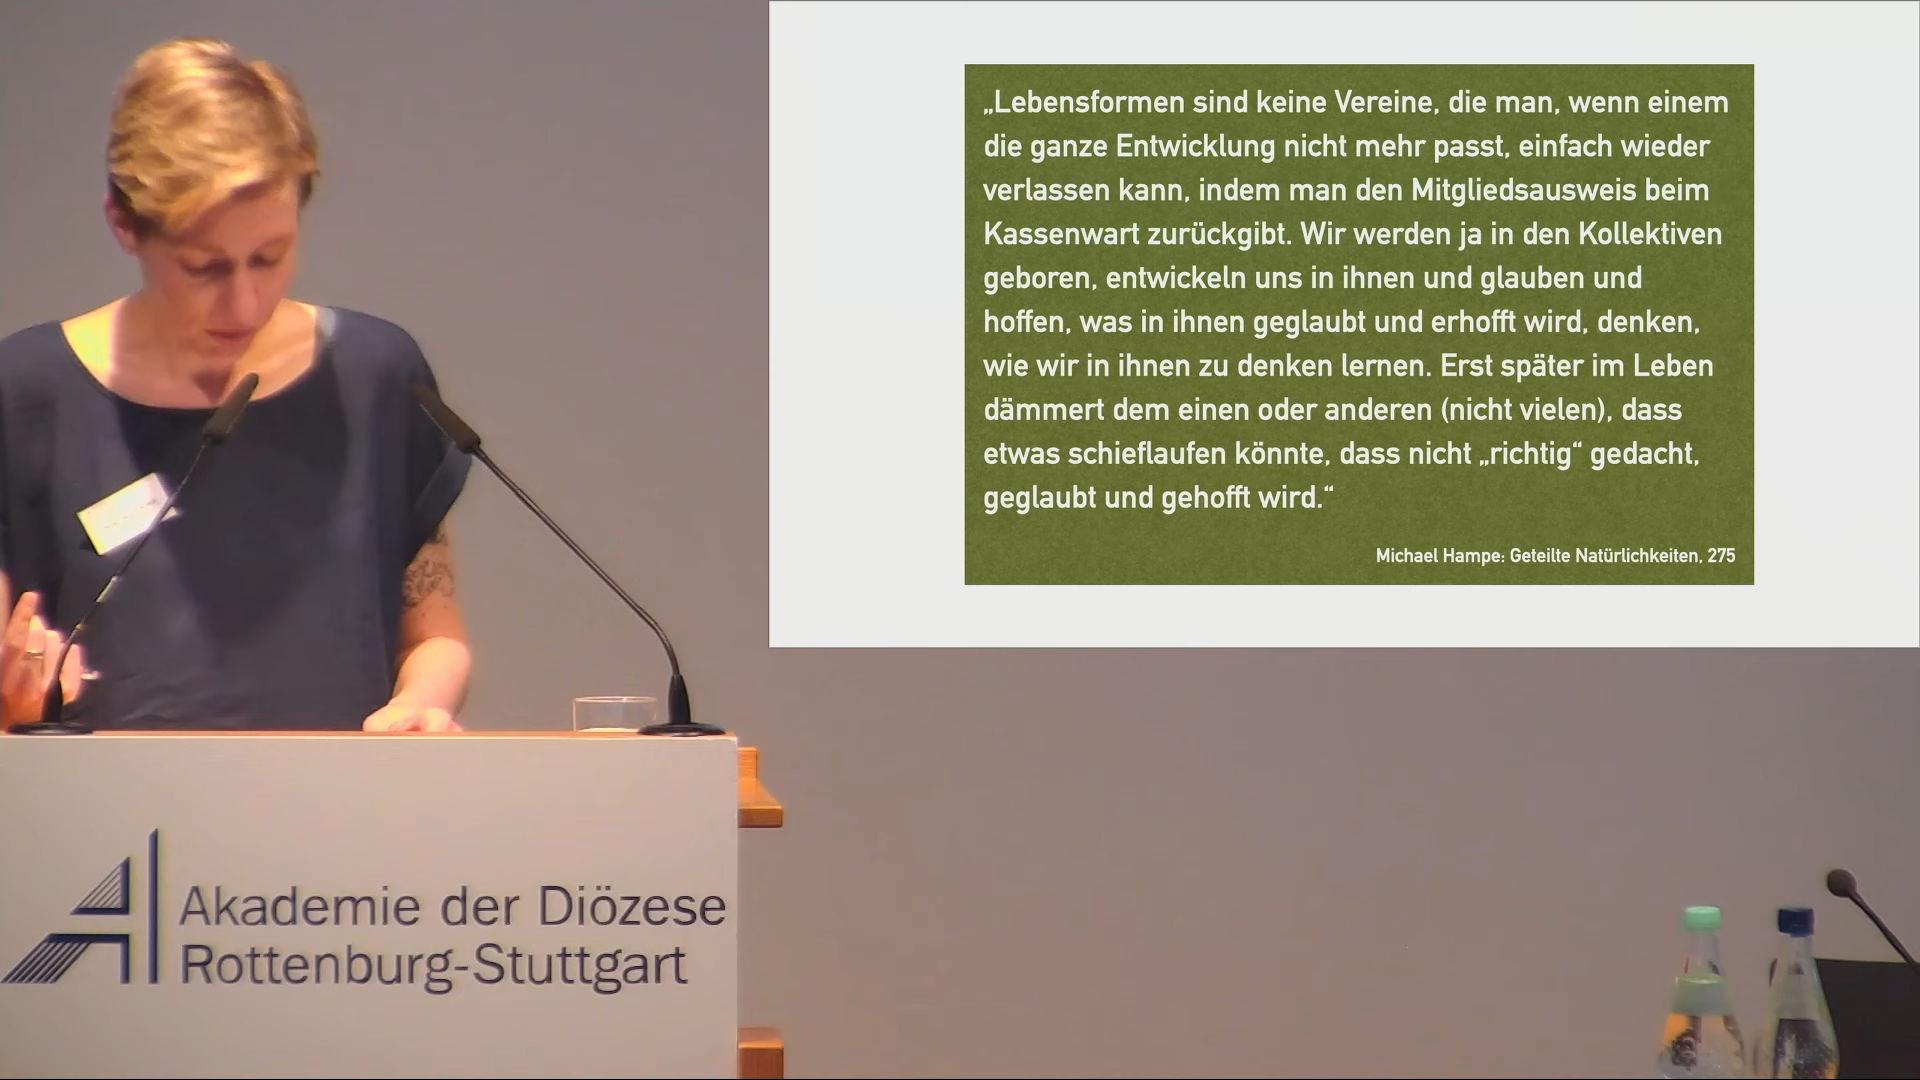 „Lebensformen sind keine Vereine, die man, wenn einem
die ganze Entwicklung nicht mehr passt, einfach wieder
verlassen kann, indem man den Mitgliedsausweis beim
Kassenwart zurückgibt. Wir werden ja in den Kollektiven
geboren, entwickeln uns in ihnen und glauben und
hoffen, was in ihnen geglaubt und erhofft wird, denken,
wie wir in ihnen zu denken lernen. Erst später im Leben
dämmert dem einen oder anderen (nicht vielen), dass
etwas schieflaufen könnte, dass nicht „richtig“ gedacht,
geglaubt und gehofft wird.“
Michael Hampe: Geteilte Natürlichkeiten, 275
Akademie der Diözese
Rottenburg-Stuttgart